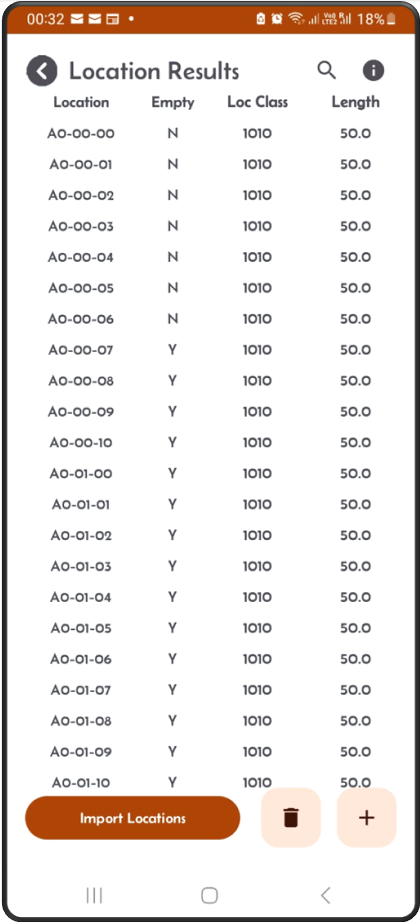 00:32 18%
Location Results
Location Empty Loc Class Length
A0-00-00 N 1010 50.0
A0-00-01 N 1010 50.0
A0-00-02 N 1010 50.0
A0-00-03 N 1010 50.0
A0-00-04 N 1010 50.0
A0-00-05 N 1010 50.0
A0-00-06 N 1010 50.0
A0-00-07 Y 1010 50.0
A0-00-08 Y 1010 50.0
A0-00-09 Y 1010 50.0
A0-00-10 Y 1010 50.0
A0-01-00 Y 1010 50.0
A0-01-01 Y 1010 50.0
A0-01-02 Y 1010 50.0
A0-01-03 Y 1010 50.0
A0-01-04 Y 1010 50.0
A0-01-05 Y 1010 50.0
A0-01-06 Y 1010 50.0
A0-01-07 Y 1010 50.0
A0-01-08 Y 1010 50.0
A0-01-09 Y 1010 50.0
A0-01-10 Y 1010 50.0
Import Locations